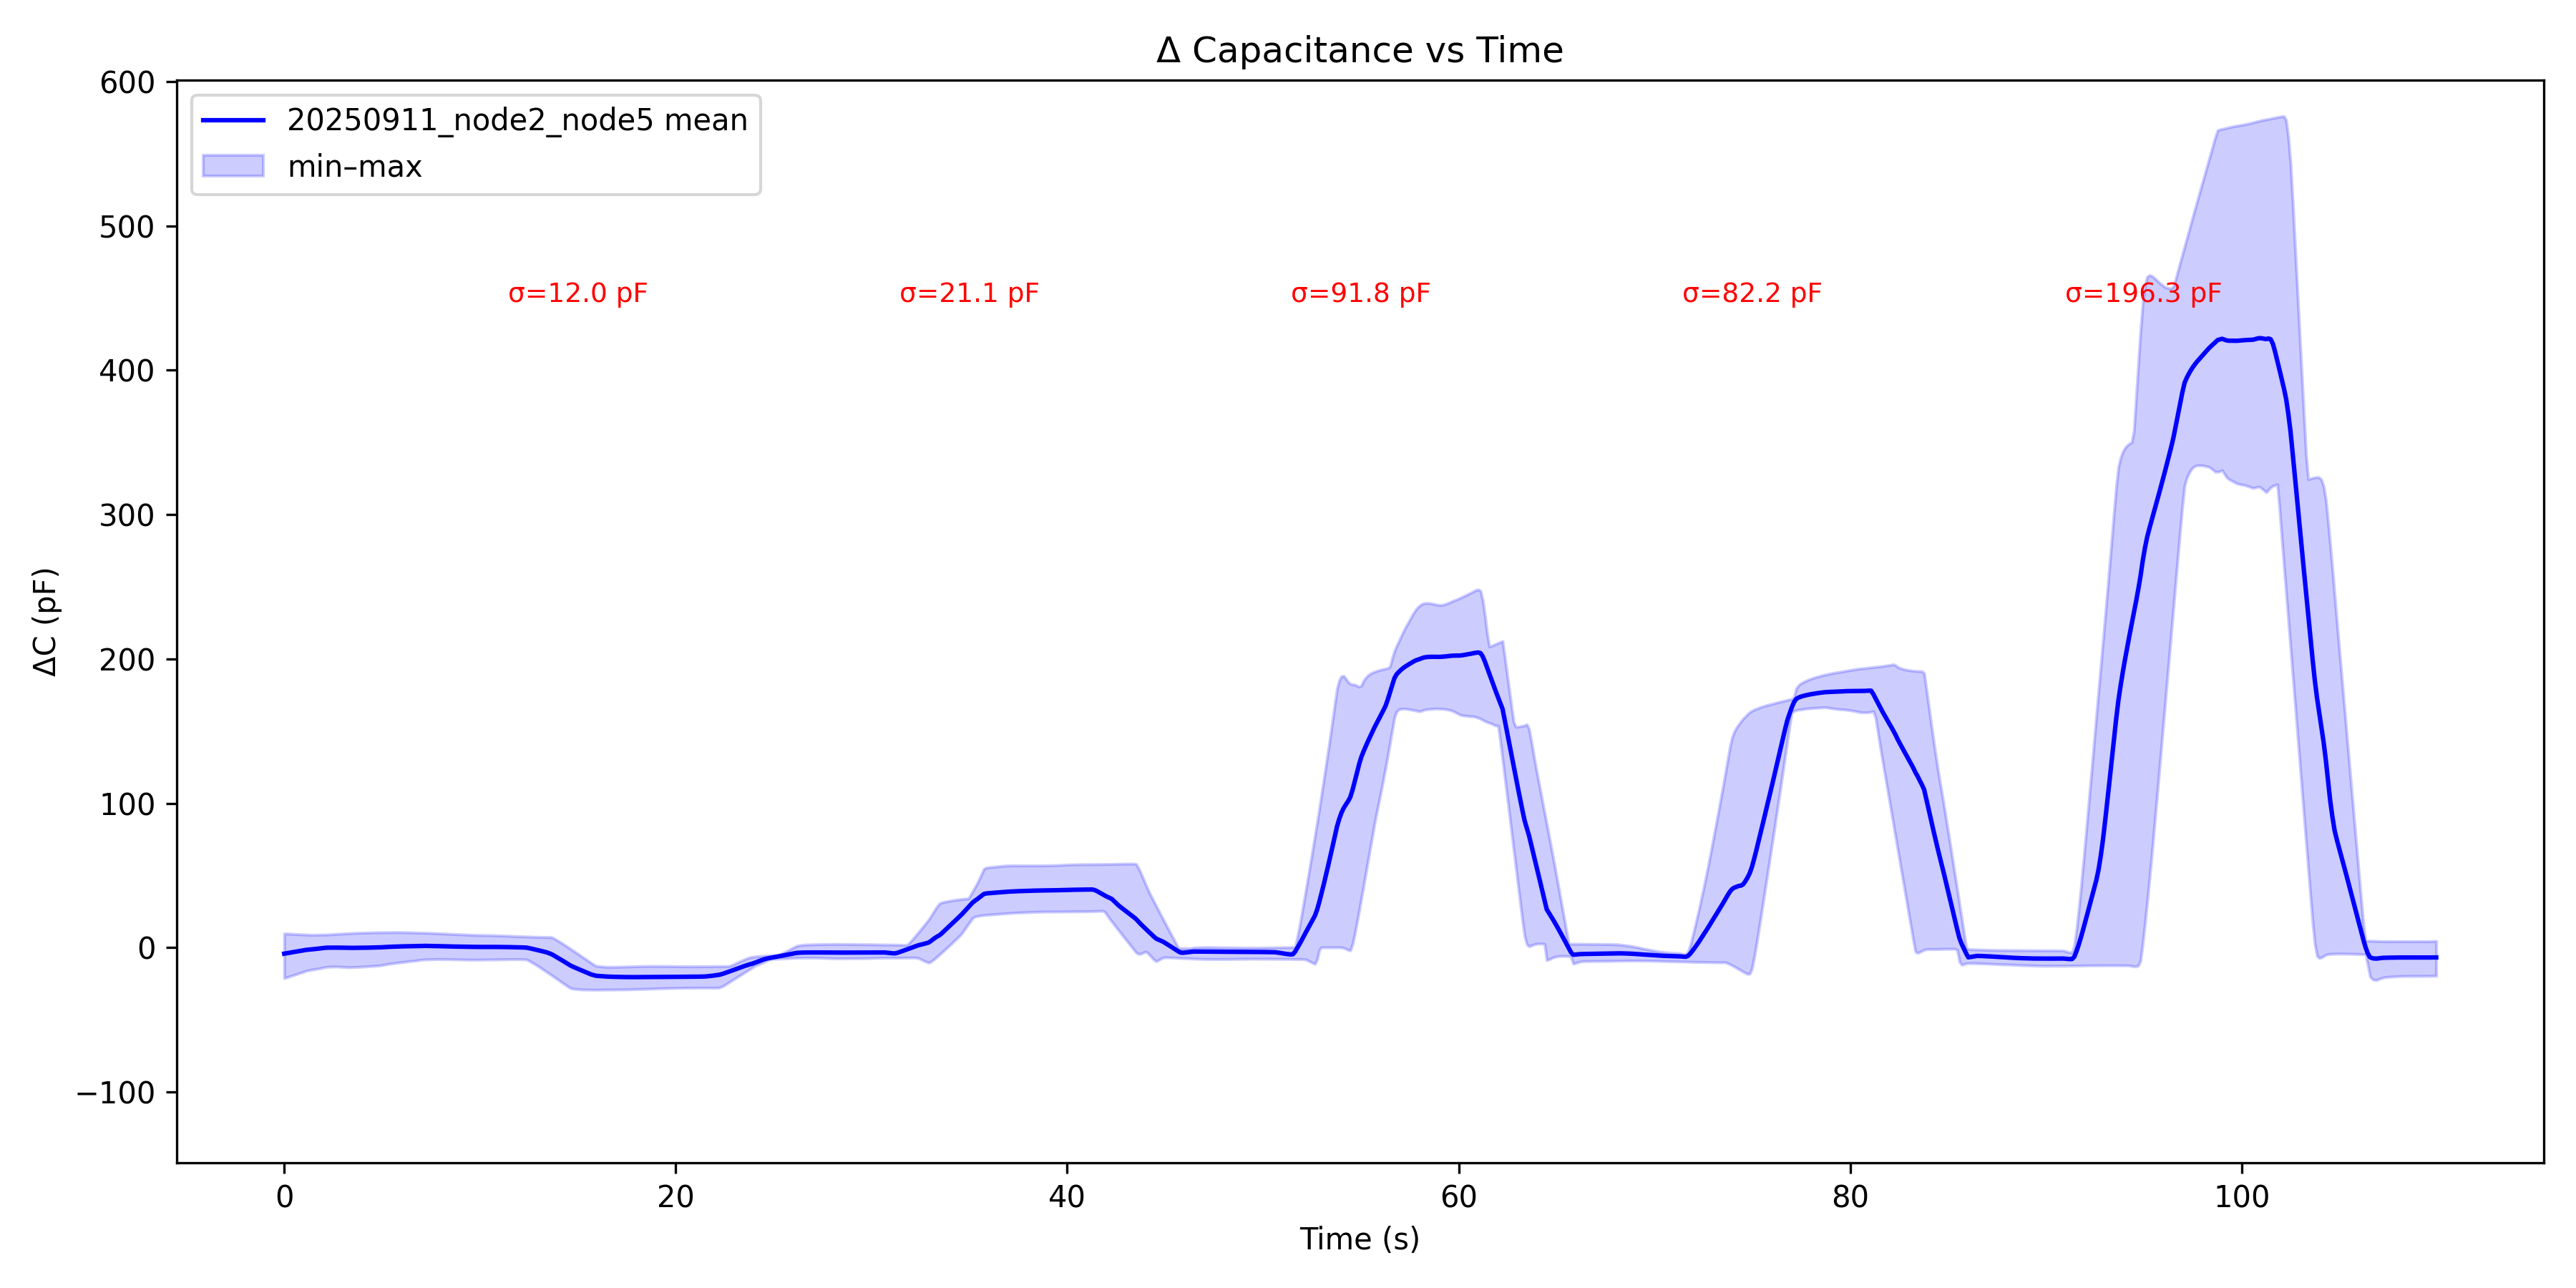 Δ Capacitance vs Time
600
500
400
300
200
100
0
−100
ΔC (pF)
20250911_node2_node5 mean
min–max
σ=12.0 pF
σ=21.1 pF
σ=91.8 pF
σ=82.2 pF
σ=196.3 pF
0
20
40
60
80
100
Time (s)